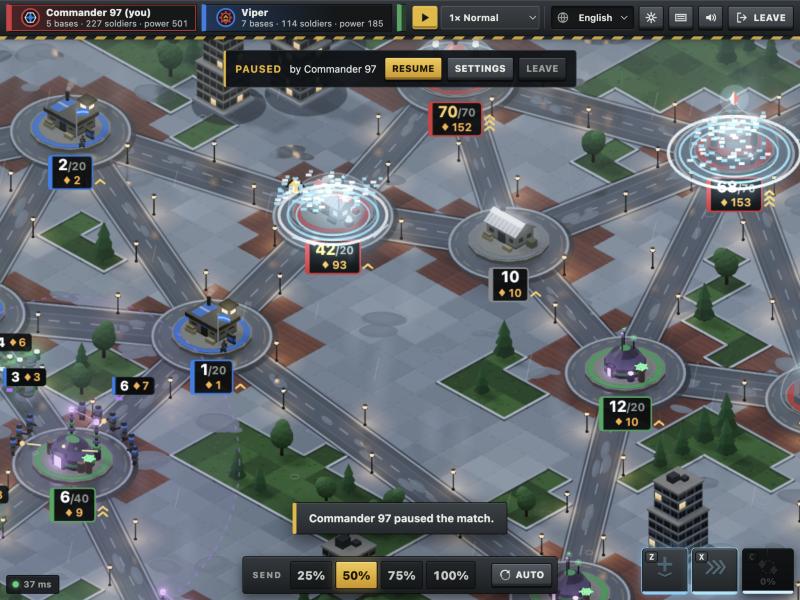 Commander 97 (you)
5 bases · 227 soldiers · power 501
Viper
7 bases · 114 soldiers · power 185
1× Normal
English
LEAVE
PAUSED by Commander 97 RESUME SETTINGS LEAVE
70/70
152
2/20
2
68/70
153
42/20
93
10
10
4 6
3 3
6 7
1/20
1
12/20
10
6/40
9
Commander 97 paused the match.
SEND 25% 50% 75% 100% AUTO
Z
X
C
0%
37 ms